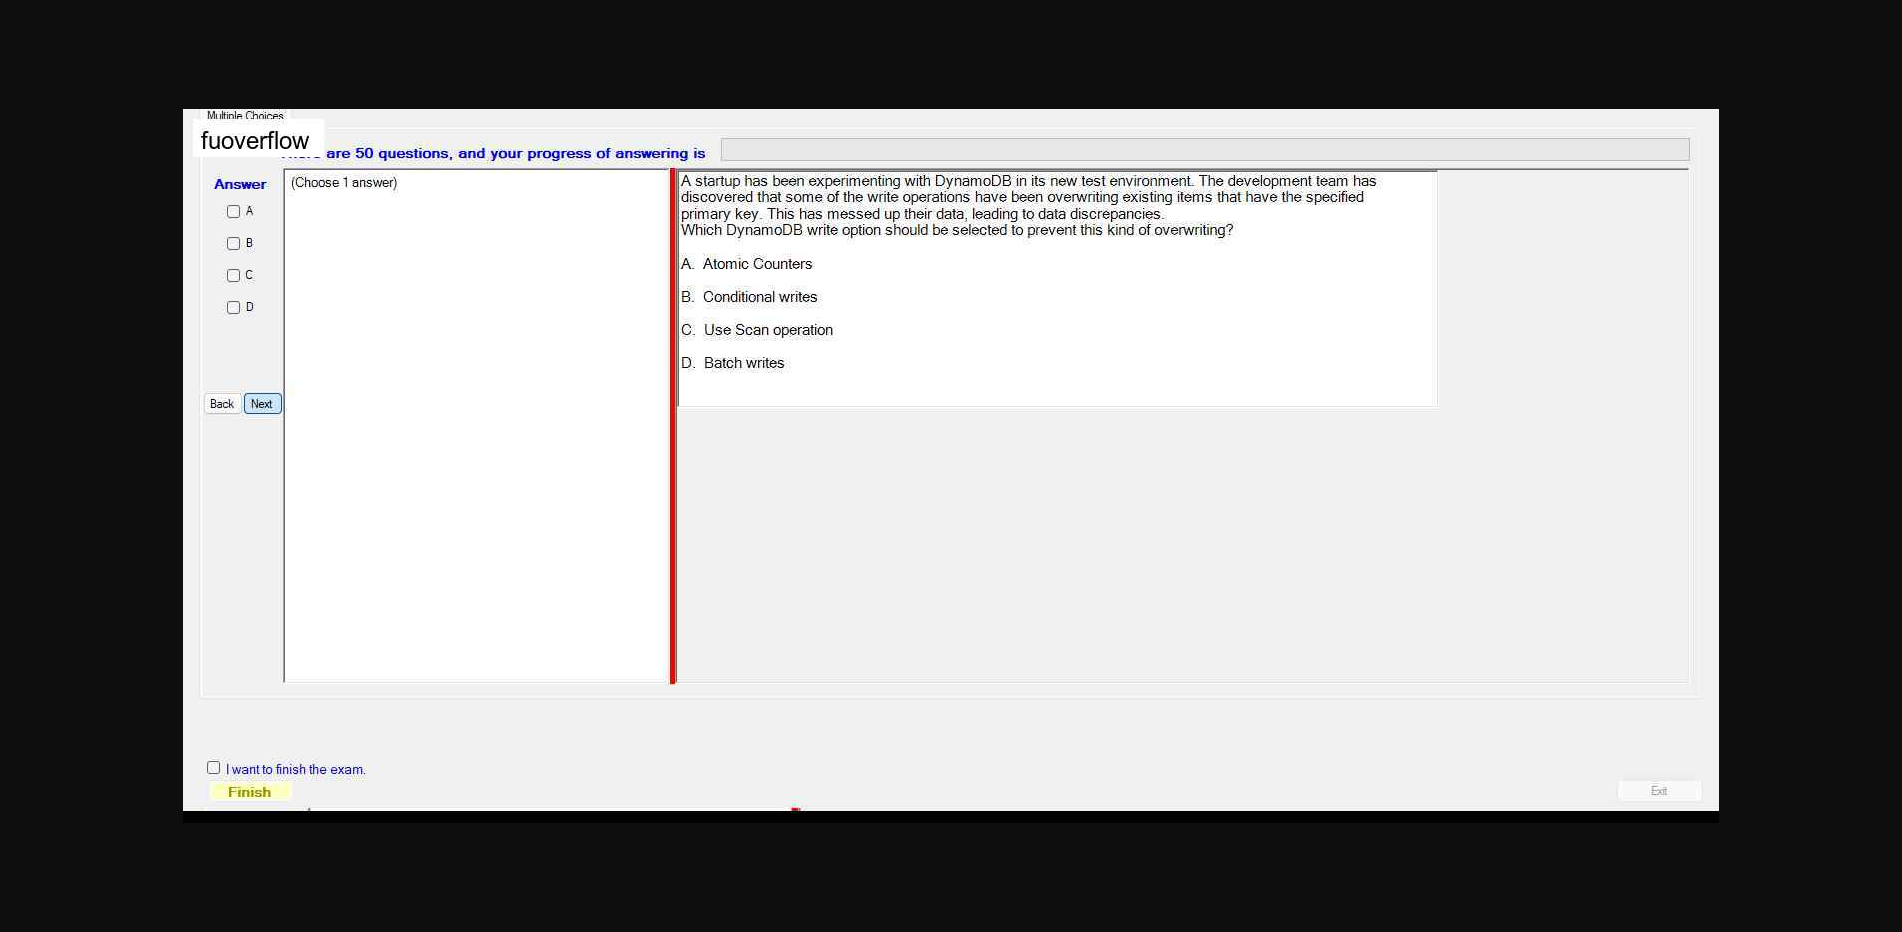 Multiple Choices
fuoverflow
are 50 questions, and your progress of answering is
Answer
(Choose 1 answer)
A
B
C
D
Back
Next
A startup has been experimenting with DynamoDB in its new test environment. The development team has
discovered that some of the write operations have been overwriting existing items that have the specified
primary key. This has messed up their data, leading to data discrepancies.
Which DynamoDB write option should be selected to prevent this kind of overwriting?
A. Atomic Counters
B. Conditional writes
C. Use Scan operation
D. Batch writes
I want to finish the exam.
Finish
Exit